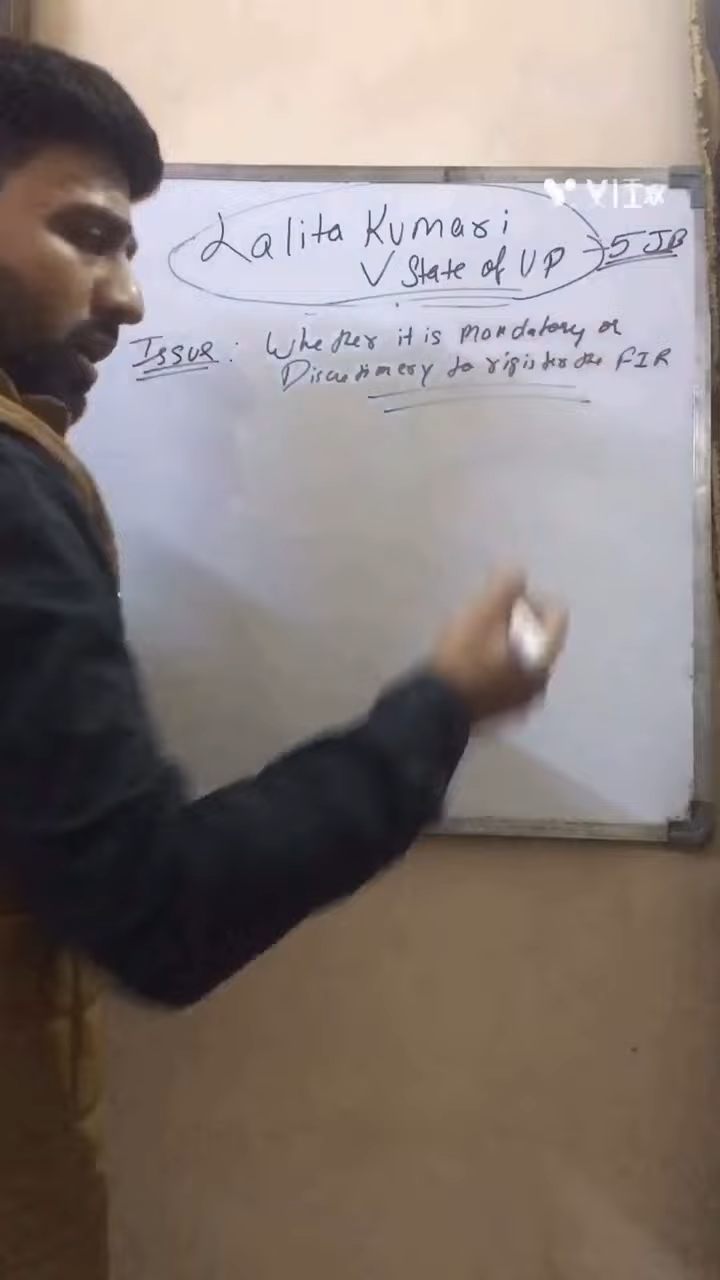 Lalita Kumari
V State of UP → 5 JB
Issue : Whether it is Mandatory or
Discretionary to register the FIR